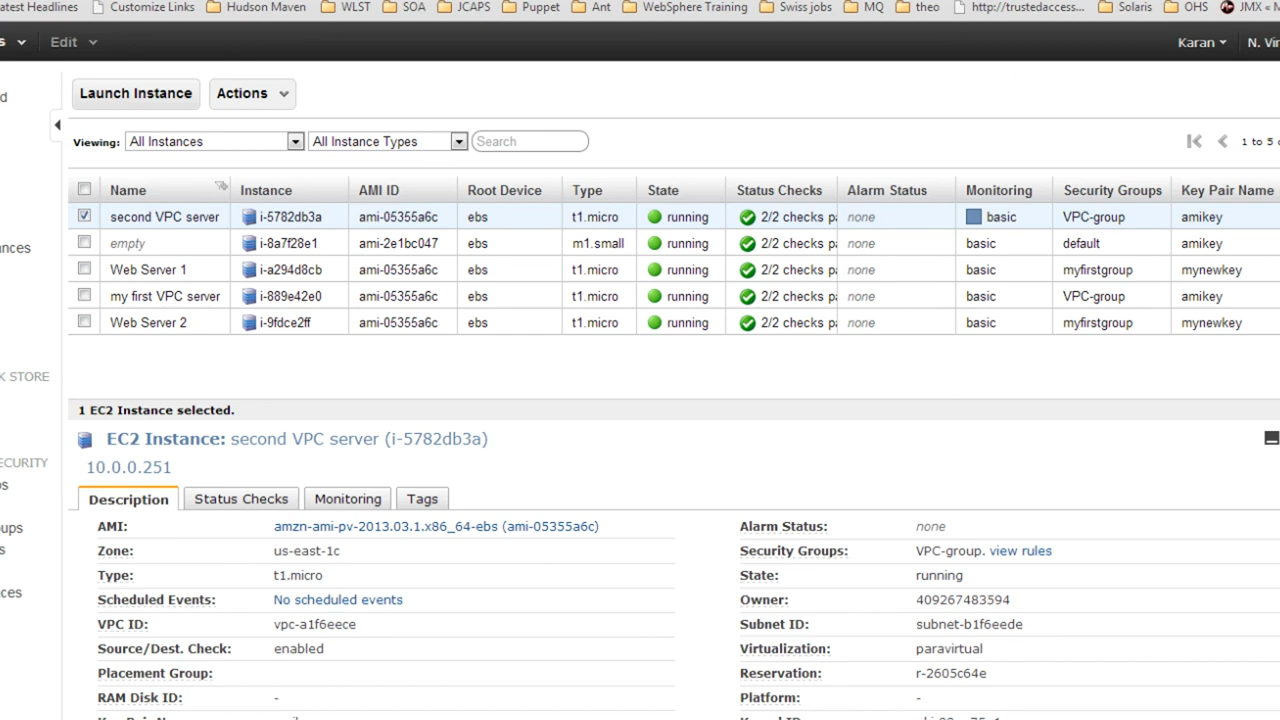 atest Headlines Customize Links Hudson Maven WLST SOA JCAPS Puppet Ant WebSphere Training Swiss jobs MQ theo http://trustedaccess... Solaris OHS JMX « M
s Edit Karan N. Vir
d
Launch Instance Actions
Viewing: All Instances All Instance Types Search 1 to 5 o
Name Instance AMI ID Root Device Type State Status Checks Alarm Status Monitoring Security Groups Key Pair Name
second VPC server i-5782db3a ami-05355a6c ebs t1.micro running 2/2 checks pa none basic VPC-group amikey
ances empty i-8a7f28e1 ami-2e1bc047 ebs m1.small running 2/2 checks pa none basic default amikey
Web Server 1 i-a294d8cb ami-05355a6c ebs t1.micro running 2/2 checks pa none basic myfirstgroup mynewkey
my first VPC server i-889e42e0 ami-05355a6c ebs t1.micro running 2/2 checks pa none basic VPC-group amikey
Web Server 2 i-9fdce2ff ami-05355a6c ebs t1.micro running 2/2 checks pa none basic myfirstgroup mynewkey
K STORE
1 EC2 Instance selected.
EC2 Instance: second VPC server (i-5782db3a)
ECURITY 10.0.0.251
ps Description Status Checks Monitoring Tags
oups AMI: amzn-ami-pv-2013.03.1.x86_64-ebs (ami-05355a6c) Alarm Status: none
s Zone: us-east-1c Security Groups: VPC-group. view rules
Type: t1.micro State: running
ces Scheduled Events: No scheduled events Owner: 409267483594
VPC ID: vpc-a1f6eece Subnet ID: subnet-b1f6eede
Source/Dest. Check: enabled Virtualization: paravirtual
Placement Group: Reservation: r-2605c64e
RAM Disk ID: - Platform: -